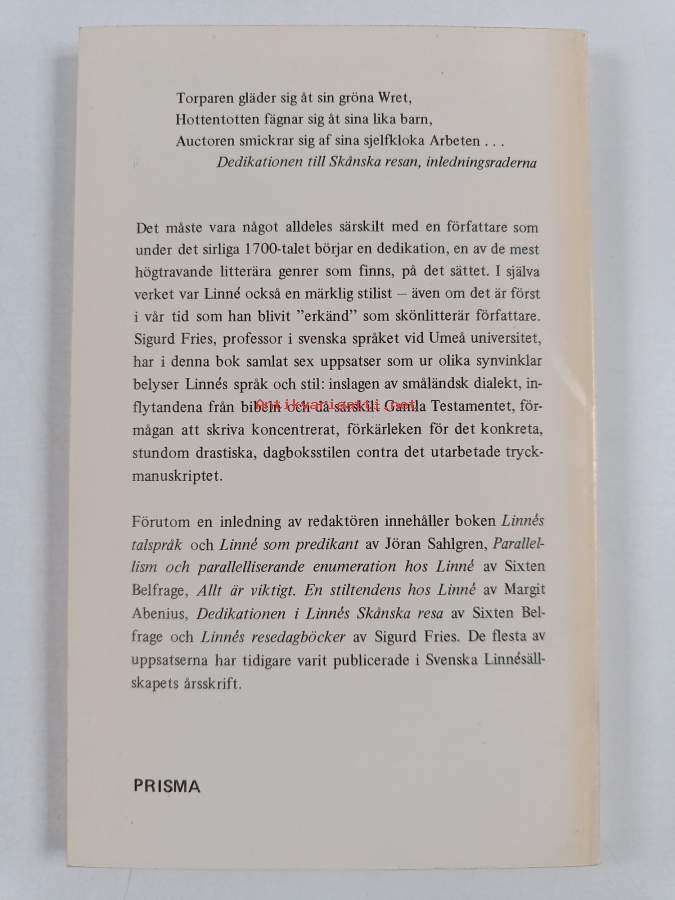 Torparen gläder sig åt sin gröna Wret,
Hottentotten fägnar sig åt sina lika barn,
Auctoren smickrar sig af sina sjelfkloka Arbeten . . .
Dedikationen till Skånska resan, inledningsraderna
Det måste vara något alldeles särskilt med en författare som
under det sirliga 1700-talet börjar en dedikation, en av de mest
högtravande litterära genrer som finns, på det sättet. I själva
verket var Linné också en märklig stilist – även om det är först
i vår tid som han blivit ”erkänd” som skönlitterär författare.
Sigurd Fries, professor i svenska språket vid Umeå universitet,
har i denna bok samlat sex uppsatser som ur olika synvinklar
belyser Linnés språk och stil: inslagen av småländsk dialekt, in-
flytandena från bibeln och då särskilt Gamla Testamentet, för-
mågan att skriva koncentrerat, förkärleken för det konkreta,
stundom drastiska, dagboksstilen contra det utarbetade tryck-
manuskriptet.
Förutom en inledning av redaktören innehåller boken Linnés
talspråk och Linné som predikant av Jöran Sahlgren, Parallel-
lism och parallelliserande enumeration hos Linné av Sixten
Belfrage, Allt är viktigt. En stiltendens hos Linné av Margit
Abenius, Dedikationen i Linnés Skånska resa av Sixten Bel-
frage och Linnés resedagböcker av Sigurd Fries. De flesta av
uppsatserna har tidigare varit publicerade i Svenska Linnésäll-
skapets årsskrift.
PRISMA